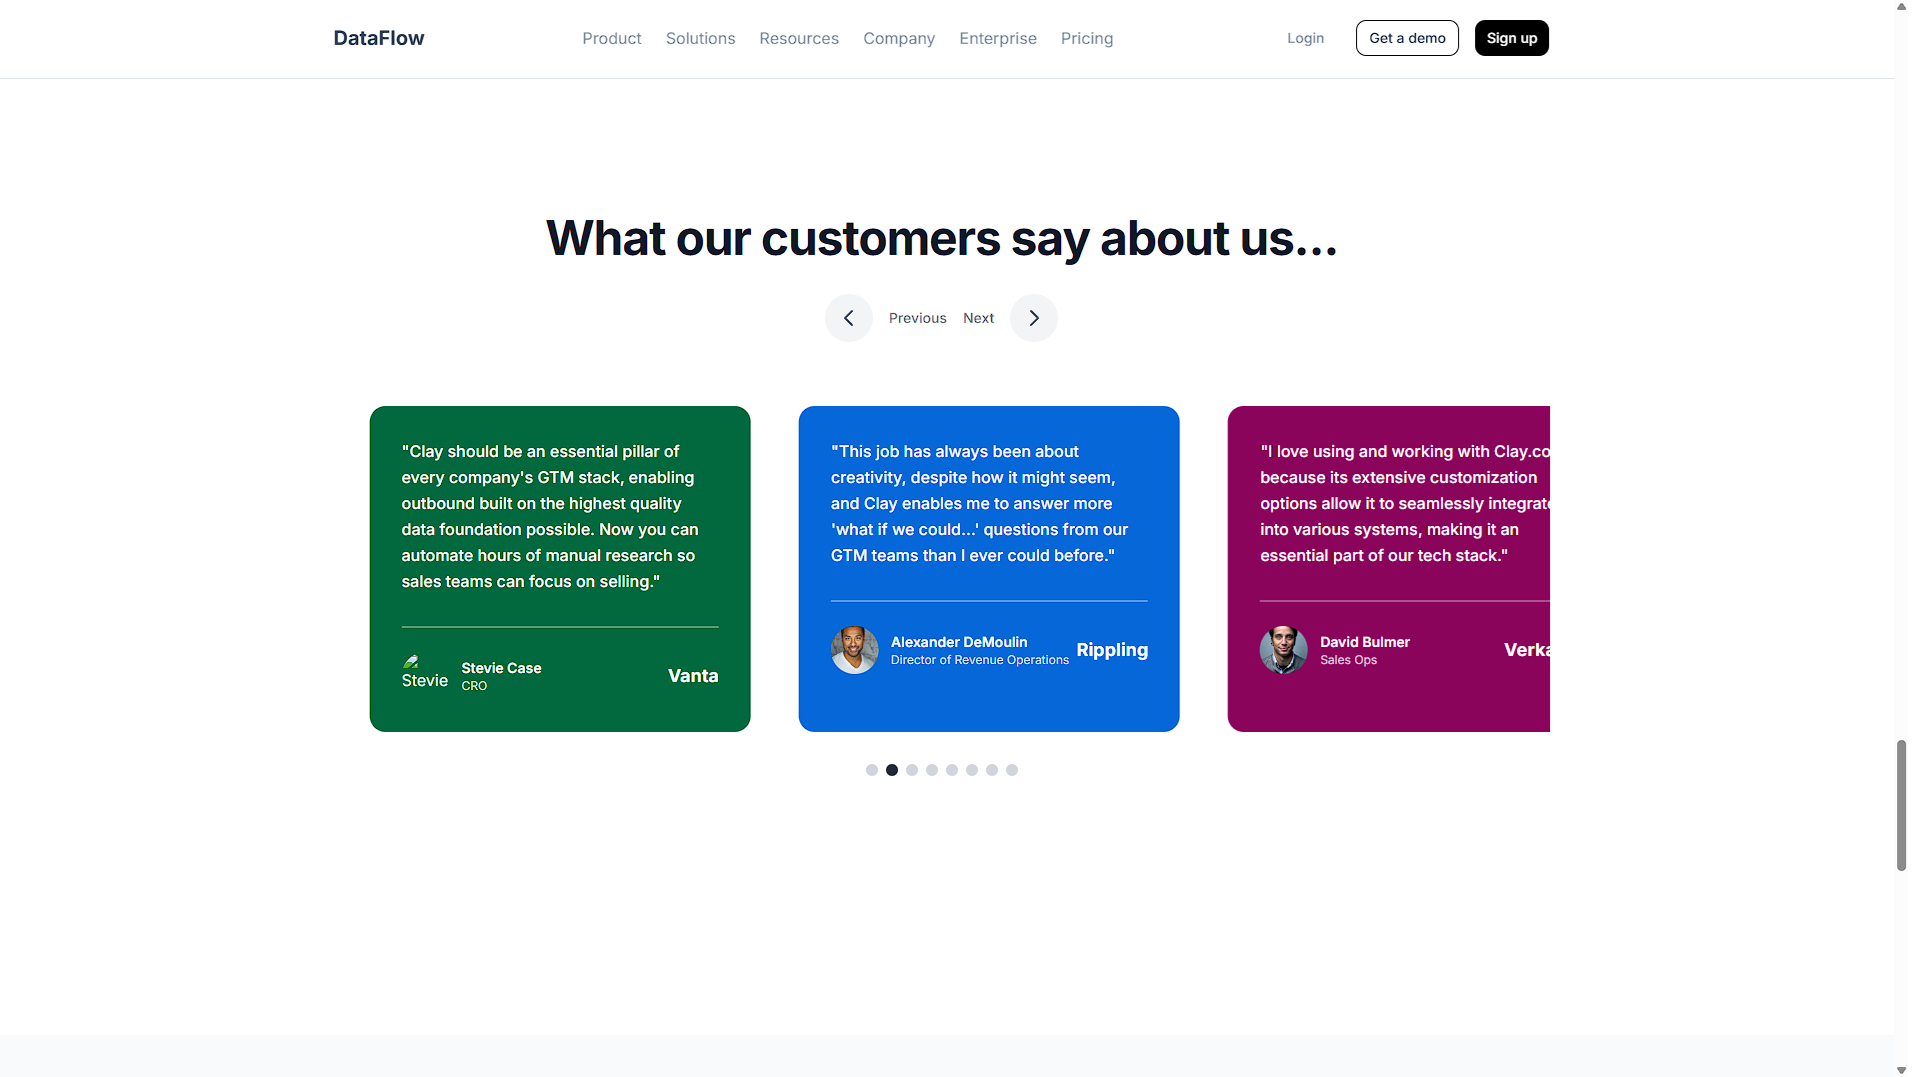 DataFlow
Product
Solutions
Resources
Company
Enterprise
Pricing
Login
Get a demo
Sign up
What our customers say about us...
Previous
Next
"Clay should be an essential pillar of
every company's GTM stack, enabling
outbound built on the highest quality
data foundation possible. Now you can
automate hours of manual research so
sales teams can focus on selling."
Stevie
Stevie Case
CRO
Vanta
"This job has always been about
creativity, despite how it might seem,
and Clay enables me to answer more
'what if we could...' questions from our
GTM teams than I ever could before."
Alexander DeMoulin
Director of Revenue Operations
Rippling
"I love using and working with Clay.co
because its extensive customization
options allow it to seamlessly integrate
into various systems, making it an
essential part of our tech stack."
David Bulmer
Sales Ops
Verka